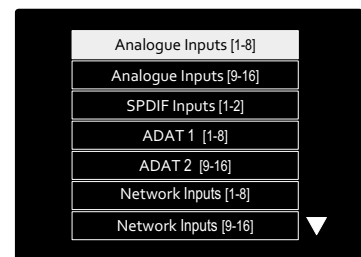 Analogue Inputs [1-8]
Analogue Inputs [9-16]
SPDIF Inputs [1-2]
ADAT 1 [1-8]
ADAT 2 [9-16]
Network Inputs [1-8]
Network Inputs [9-16]